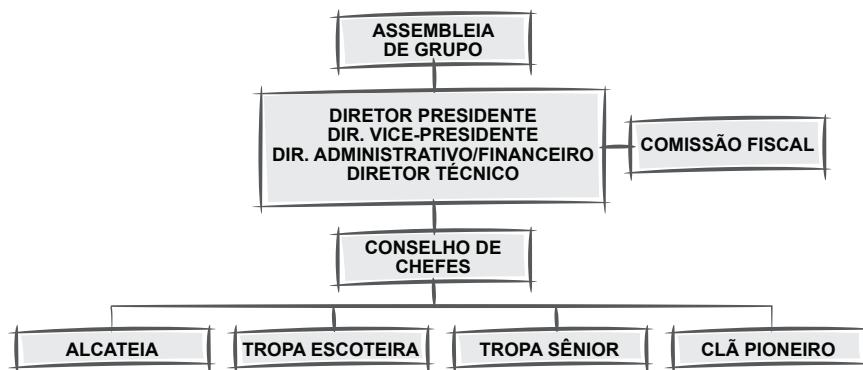 ASSEMBLEIA
DE GRUPO
DIRETOR PRESIDENTE
DIR. VICE-PRESIDENTE
DIR. ADMINISTRATIVO/FINANCEIRO
DIRETOR TÉCNICO
COMISSÃO FISCAL
CONSELHO DE
CHEFES
ALCATEIA
TROPA ESCOTEIRA
TROPA SÊNIOR
CLÃ PIONEIRO